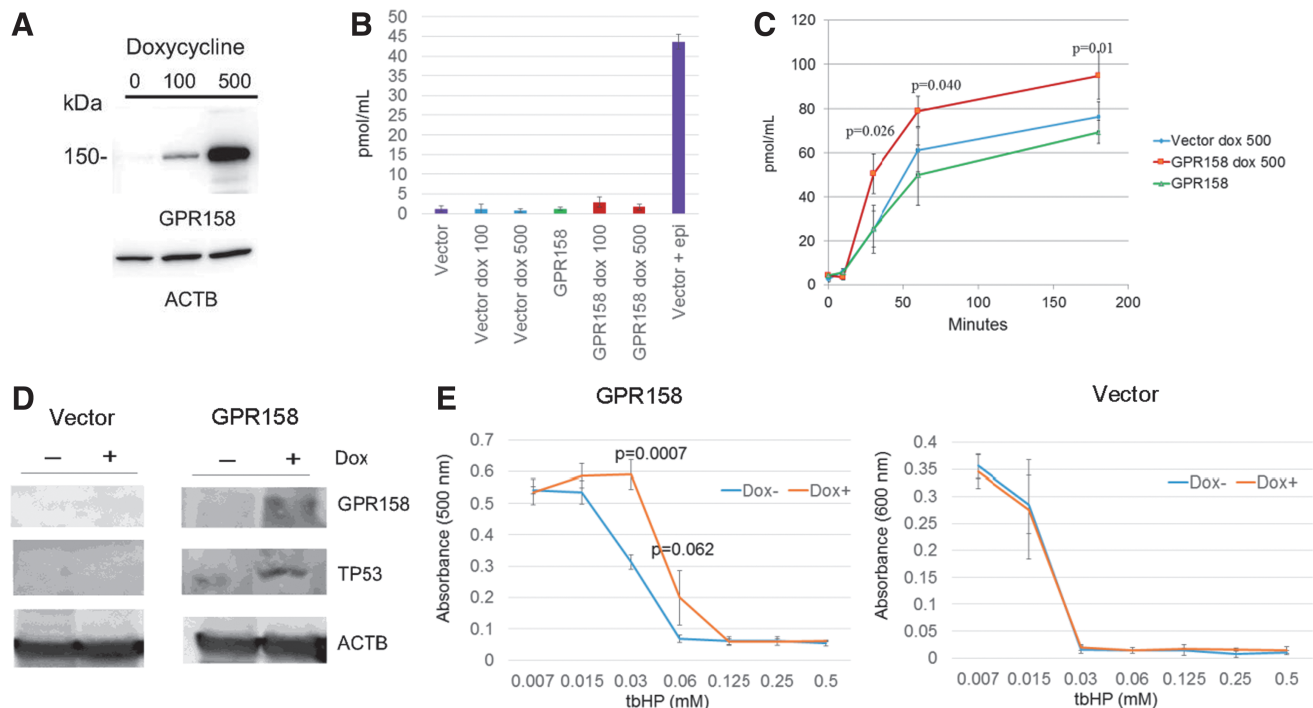 A
Doxycycline
0 100 500
kDa
150-
GPR158
ACTB
B
pmol/mL
50
45
40
35
30
25
20
15
10
5
0
Vector
Vector dox 100
Vector dox 500
GPR158
GPR158 dox 100
GPR158 dox 500
Vector + epi
C
pmol/mL
120
100
80
60
40
20
0
p=0.026
p=0.040
p=0.01
0 50 100 150 200
Minutes
Vector dox 500
GPR158 dox 500
GPR158
D
Vector GPR158
– + – + Dox
GPR158
TP53
ACTB
E
GPR158
Absorbance (500 nm)
0.7
0.6
0.5
0.4
0.3
0.2
0.1
0
p=0.0007
p=0.062
Dox- Dox+
0.007 0.015 0.03 0.06 0.125 0.25 0.5
tbHP (mM)
Vector
Absorbance (600 nm)
0.4
0.35
0.3
0.25
0.2
0.15
0.1
0.05
0
Dox- Dox+
0.007 0.015 0.03 0.06 0.125 0.25 0.5
tbHP (mM)